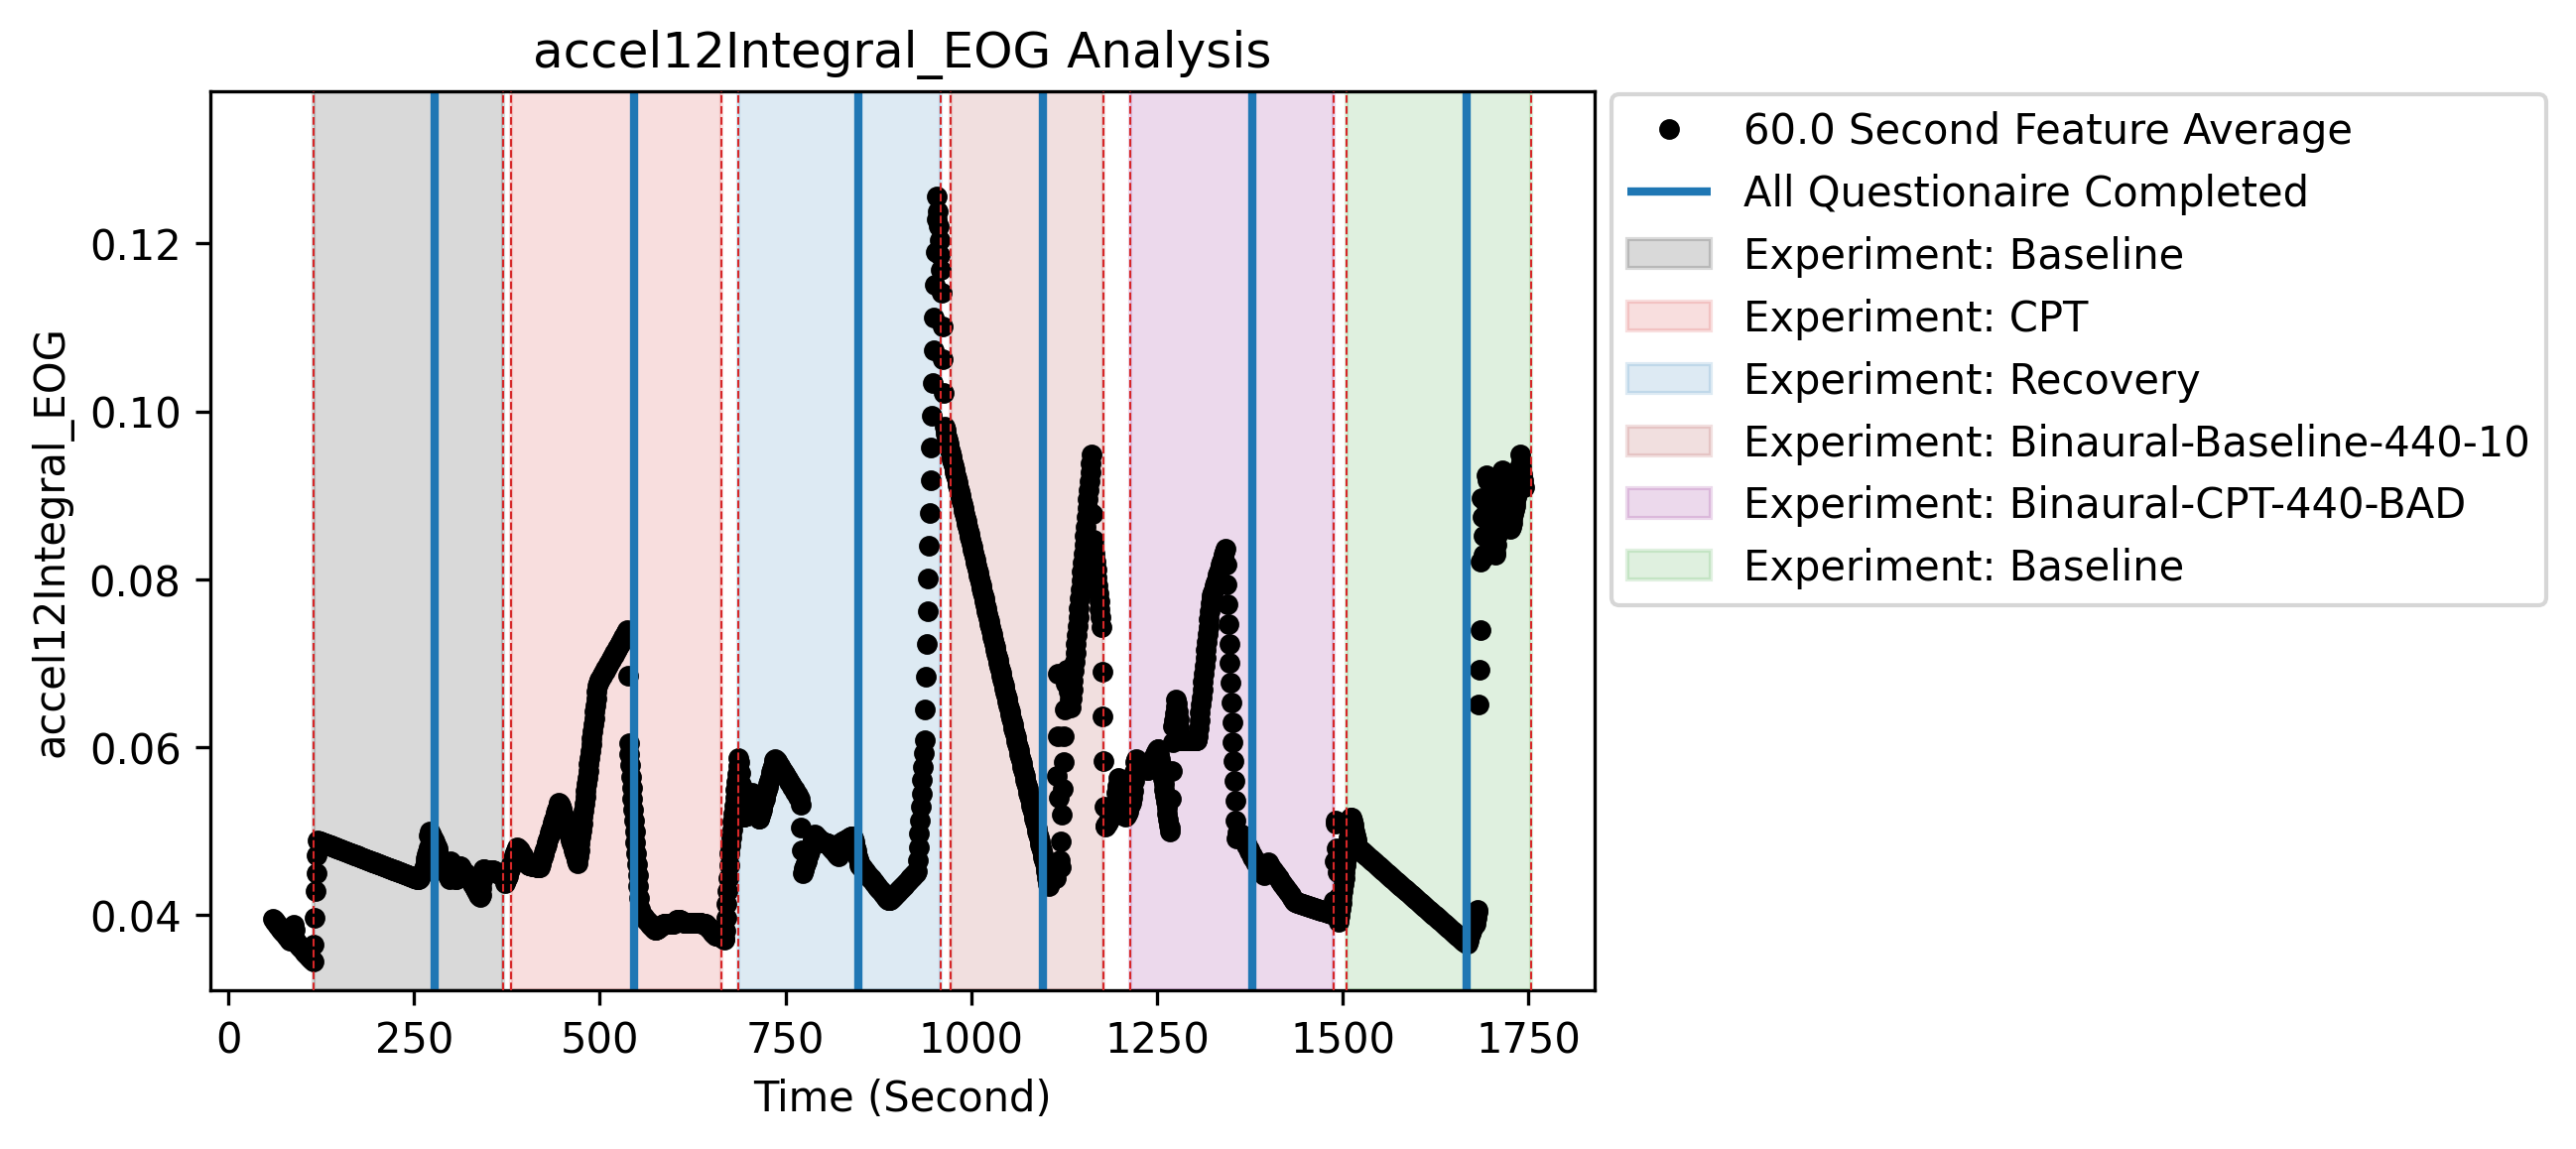 accel12Integral_EOG Analysis
accel12Integral_EOG
0.12
0.10
0.08
0.06
0.04
0
250
500
750
1000
1250
1500
1750
Time (Second)
60.0 Second Feature Average
All Questionaire Completed
Experiment: Baseline
Experiment: CPT
Experiment: Recovery
Experiment: Binaural-Baseline-440-10
Experiment: Binaural-CPT-440-BAD
Experiment: Baseline